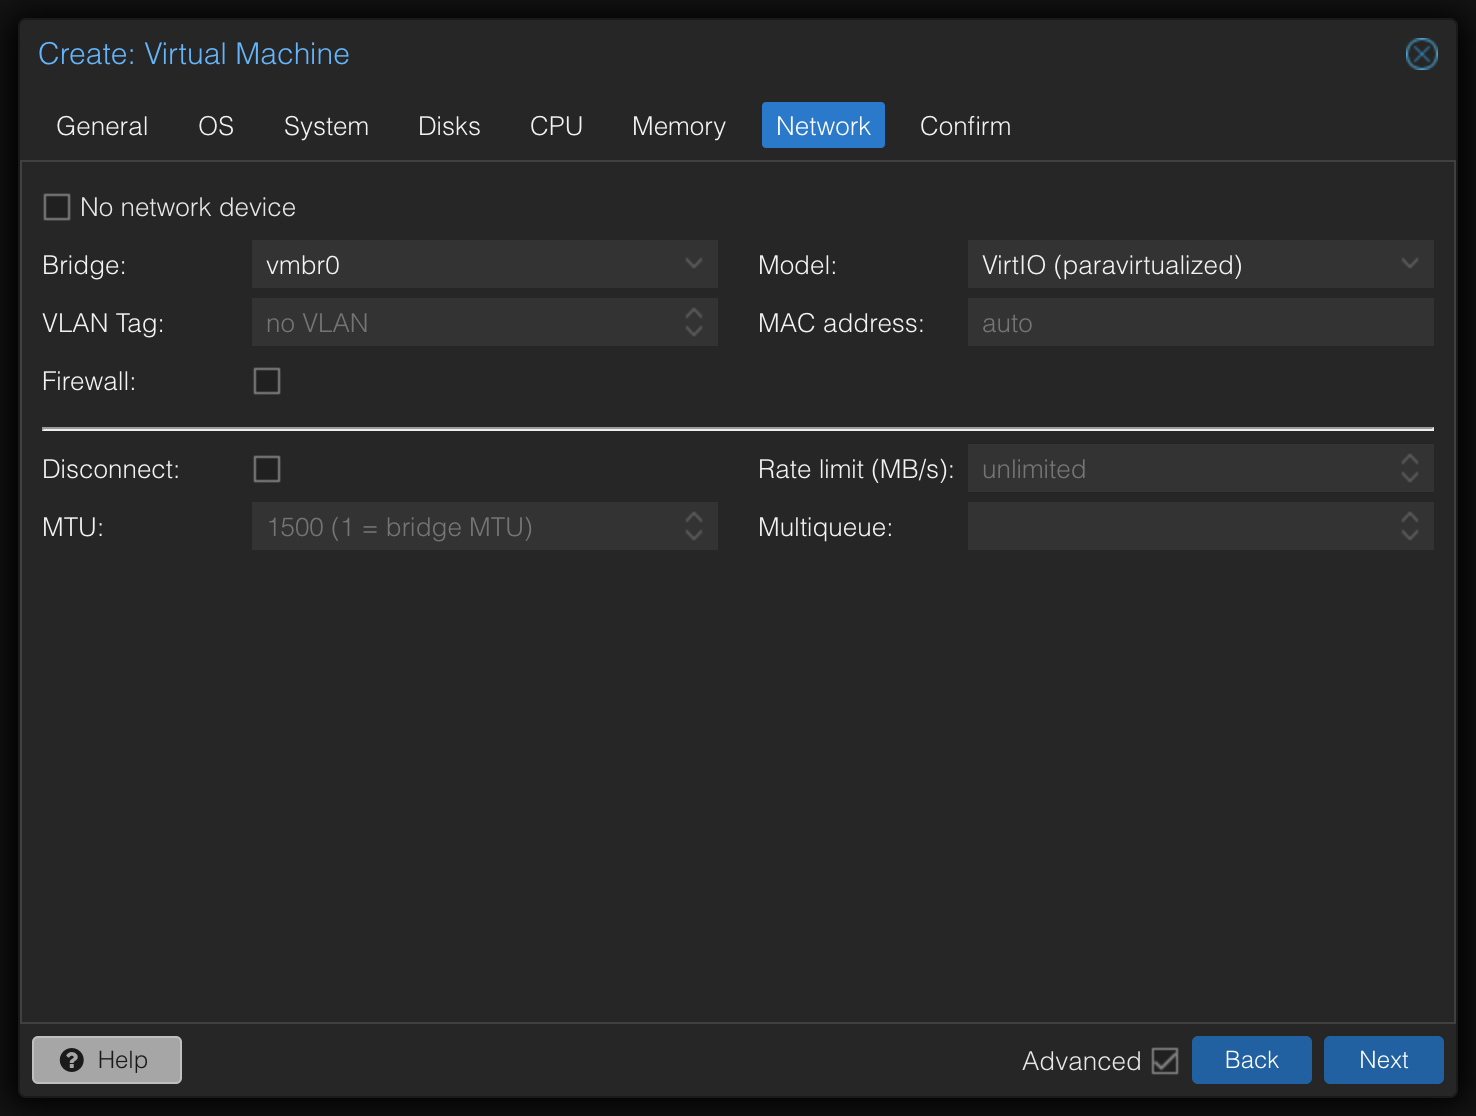 Create: Virtual Machine
General OS System Disks CPU Memory Network Confirm
No network device
Bridge: vmbr0 Model: VirtIO (paravirtualized)
VLAN Tag: no VLAN MAC address: auto
Firewall:
Disconnect: Rate limit (MB/s): unlimited
MTU: 1500 (1 = bridge MTU) Multiqueue:
Help Advanced Back Next